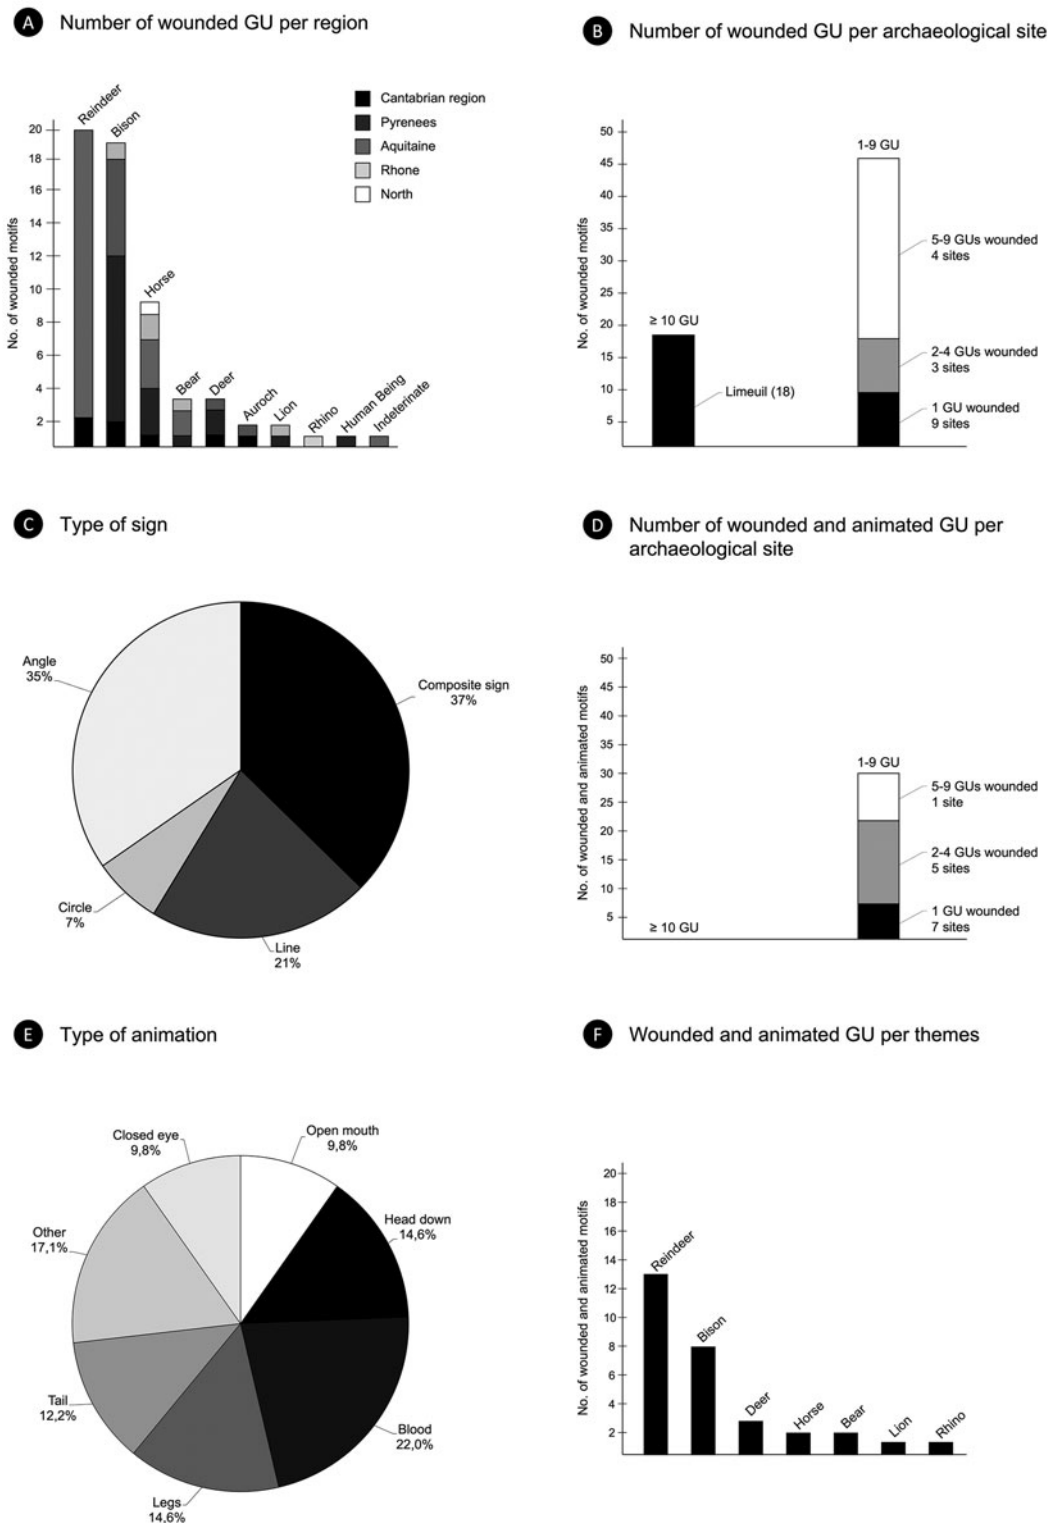 A Number of wounded GU per region
No. of wounded motifs
20
18
16
14
12
10
8
6
4
2
Reindeer
Bison
Horse
Bear
Deer
Auroch
Lion
Rhino
Human Being
Indeterinate
Cantabrian region
Pyrenees
Aquitaine
Rhone
North
B Number of wounded GU per archaeological site
No. of wounded motifs
50
45
40
35
30
25
20
15
10
5
≥ 10 GU
Limeuil (18)
1-9 GU
5-9 GUs wounded
4 sites
2-4 GUs wounded
3 sites
1 GU wounded
9 sites
C Type of sign
Angle
35%
Composite sign
37%
Circle
7%
Line
21%
D Number of wounded and animated GU per
archaeological site
No. of wounded and animated motifs
50
45
40
35
30
25
20
15
10
5
≥ 10 GU
1-9 GU
5-9 GUs wounded
1 site
2-4 GUs wounded
5 sites
1 GU wounded
7 sites
E Type of animation
Closed eye
9,8%
Open mouth
9,8%
Head down
14,6%
Other
17,1%
Tail
12,2%
Blood
22,0%
Legs
14,6%
F Wounded and animated GU per themes
No. of wounded and animated motifs
20
18
16
14
12
10
8
6
4
2
Reindeer
Bison
Deer
Horse
Bear
Lion
Rhino